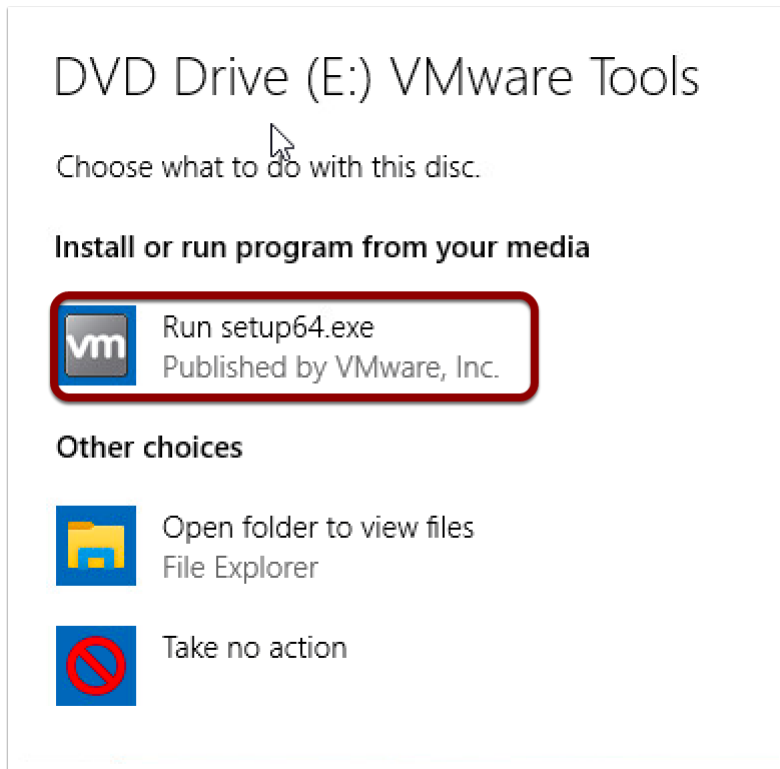 DVD Drive (E:) VMware Tools
Choose what to do with this disc.
Install or run program from your media
vm
Run setup64.exe
Published by VMware, Inc.
Other choices
Open folder to view files
File Explorer
Take no action